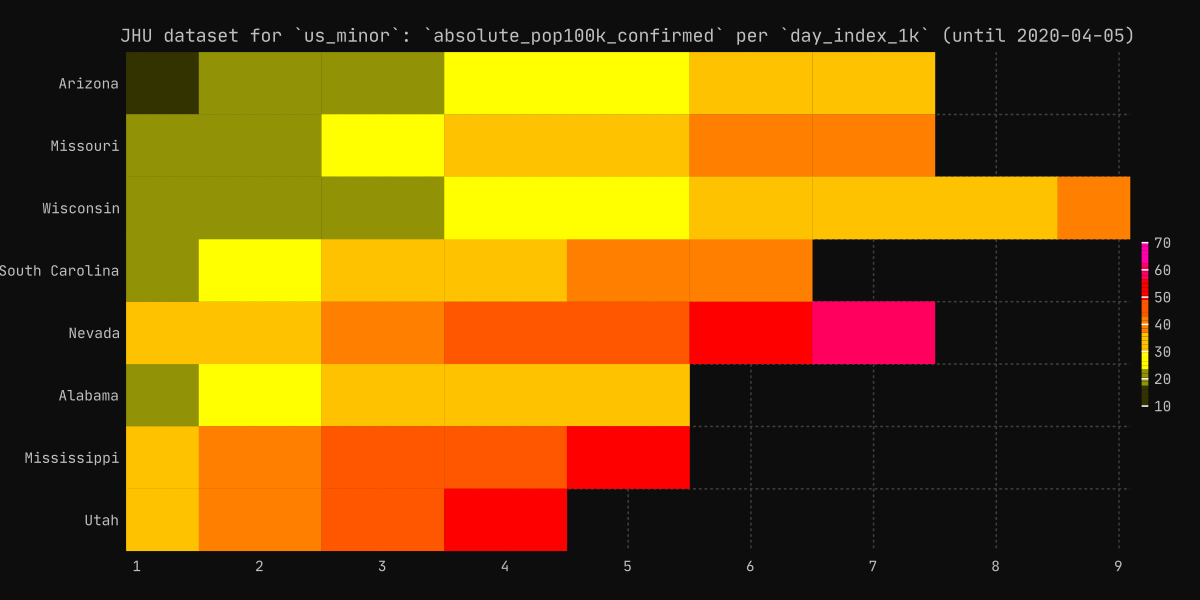 JHU dataset for `us_minor`: `absolute_pop100k_confirmed` per `day_index_1k` (until 2020-04-05)
Arizona
Missouri
Wisconsin
South Carolina
Nevada
Alabama
Mississippi
Utah
1 2 3 4 5 6 7 8 9
70
60
50
40
30
20
10